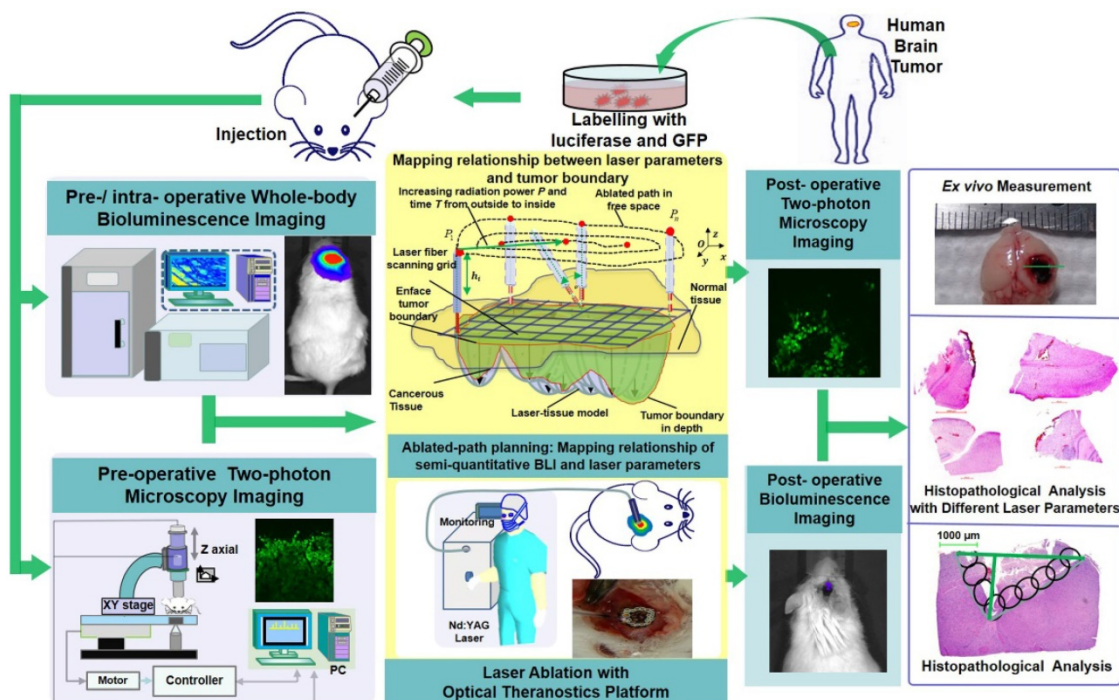 Human
Brain
Tumor
Labelling with
luciferase and GFP
Injection
Pre-/ intra- operative Whole-body
Bioluminescence Imaging
Pre-operative Two-photon
Microscopy Imaging
Z axial
XY stage
PC
Motor
Controller
Mapping relationship between laser parameters
and tumor boundary
Increasing radiation power P and
time T from outside to inside
Ablated path in
free space
Laser fiber
scanning grid
Enface
tumor
boundary
Normal
tissue
Cancerous
Tissue
Laser-tissue model
Tumor boundary
in depth
z
o
x
y
Ablated-path planning: Mapping relationship of
semi-quantitative BLI and laser parameters
Monitoring
Nd:YAG
Laser
Laser Ablation with
Optical Theranostics Platform
Post- operative
Two-photon
Microscopy
Imaging
Post- operative
Bioluminescence
Imaging
Ex vivo Measurement
Histopathological Analysis
with Different Laser Parameters
1000 μm
Histopathological Analysis